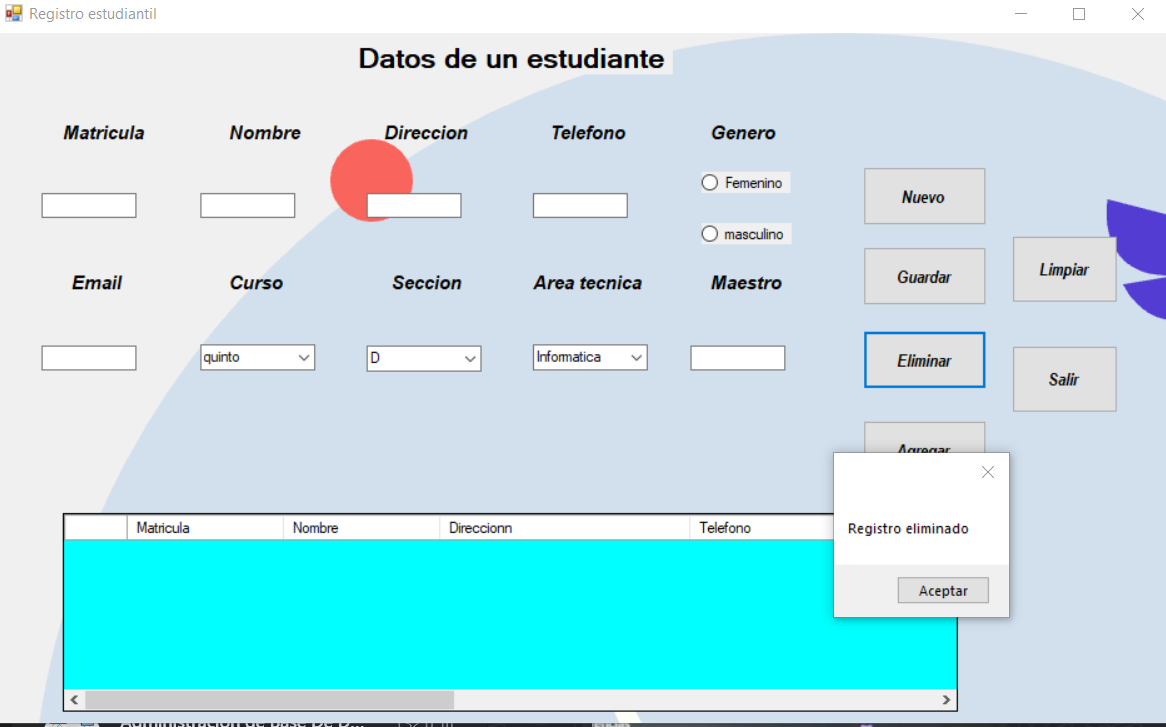 Registro estudiantil
Datos de un estudiante
Matricula Nombre Direccion Telefono Genero
Femenino
masculino
Nuevo
Guardar
Limpiar
Email Curso Seccion Area tecnica Maestro
quinto D Informatica
Eliminar
Salir
Agregar
Registro eliminado
Aceptar
Matricula Nombre Direccionn Telefono